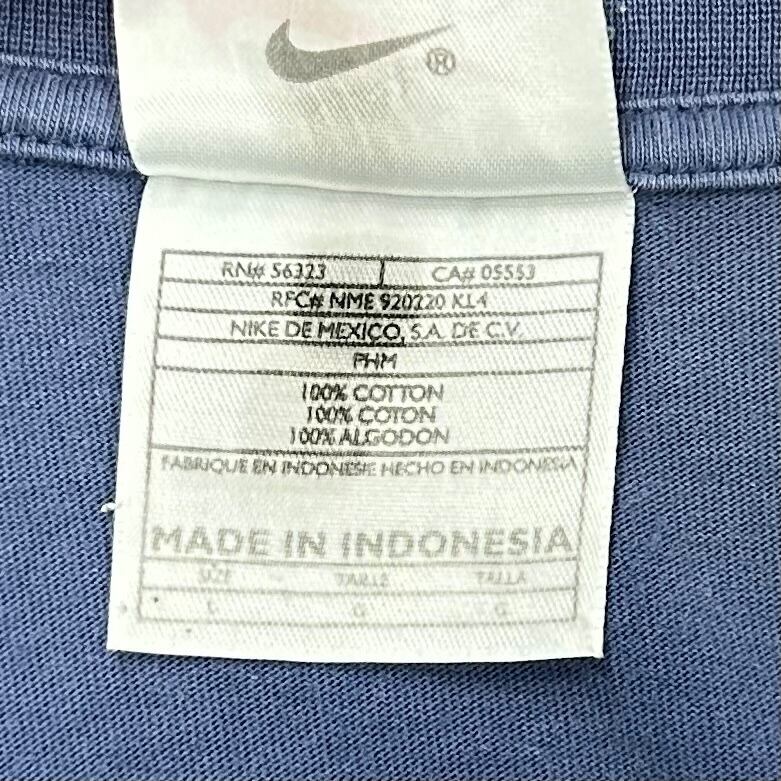 ®
RN# 56323 CA# 05553
RFC# NME 920220 KL4
NIKE DE MEXICO, S.A. DE C.V.
FHM
100% COTTON
100% COTON
100% ALGODON
FABRIQUE EN INDONESIE HECHO EN INDONESIA
MADE IN INDONESIA
SIZE TAILLE TALLA
L G G